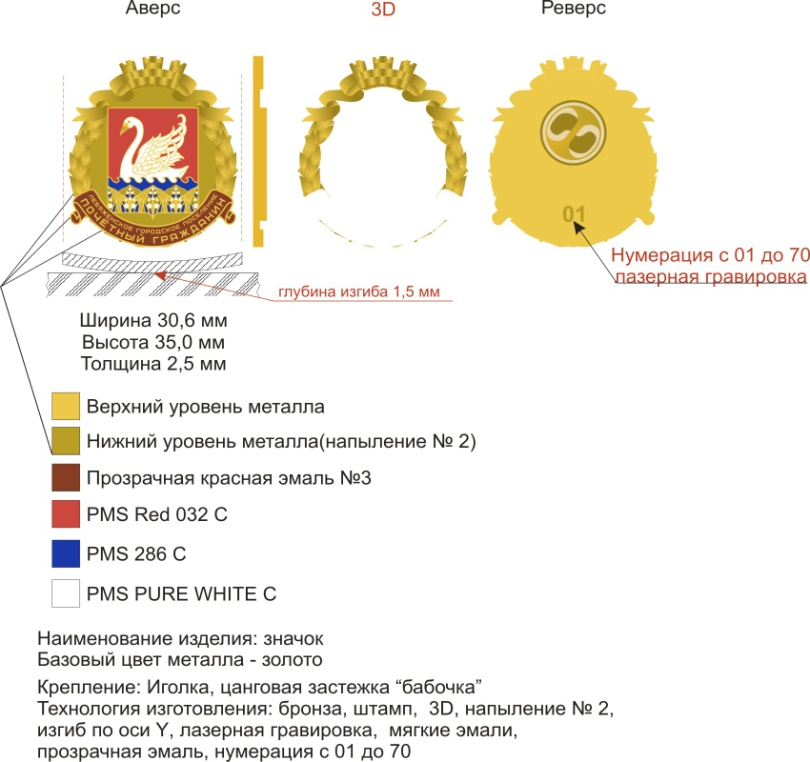 Аверс
3D
Реверс
ЛЕБЯЖЕНСКОЕ ГОРОДСКОЕ ПОСЕЛЕНИЕ
ПОЧЁТНЫЙ ГРАЖДАНИН
01
Нумерация с 01 до 70
лазерная гравировка
глубина изгиба 1,5 мм
Ширина 30,6 мм
Высота 35,0 мм
Толщина 2,5 мм
Верхний уровень металла
Нижний уровень металла(напыление № 2)
Прозрачная красная эмаль №3
PMS Red 032 C
PMS 286 C
PMS PURE WHITE C
Наименование изделия: значок
Базовый цвет металла - золото
Крепление: Иголка, цанговая застежка “бабочка”
Технология изготовления: бронза, штамп, 3D, напыление № 2,
изгиб по оси Y, лазерная гравировка, мягкие эмали,
прозрачная эмаль, нумерация с 01 до 70